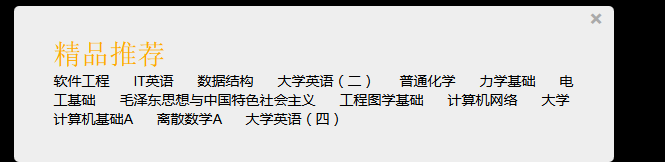 精品推荐
软件工程 IT英语 数据结构 大学英语（二） 普通化学 力学基础 电
工基础 毛泽东思想与中国特色社会主义 工程图学基础 计算机网络 大学
计算机基础A 离散数学A 大学英语（四）